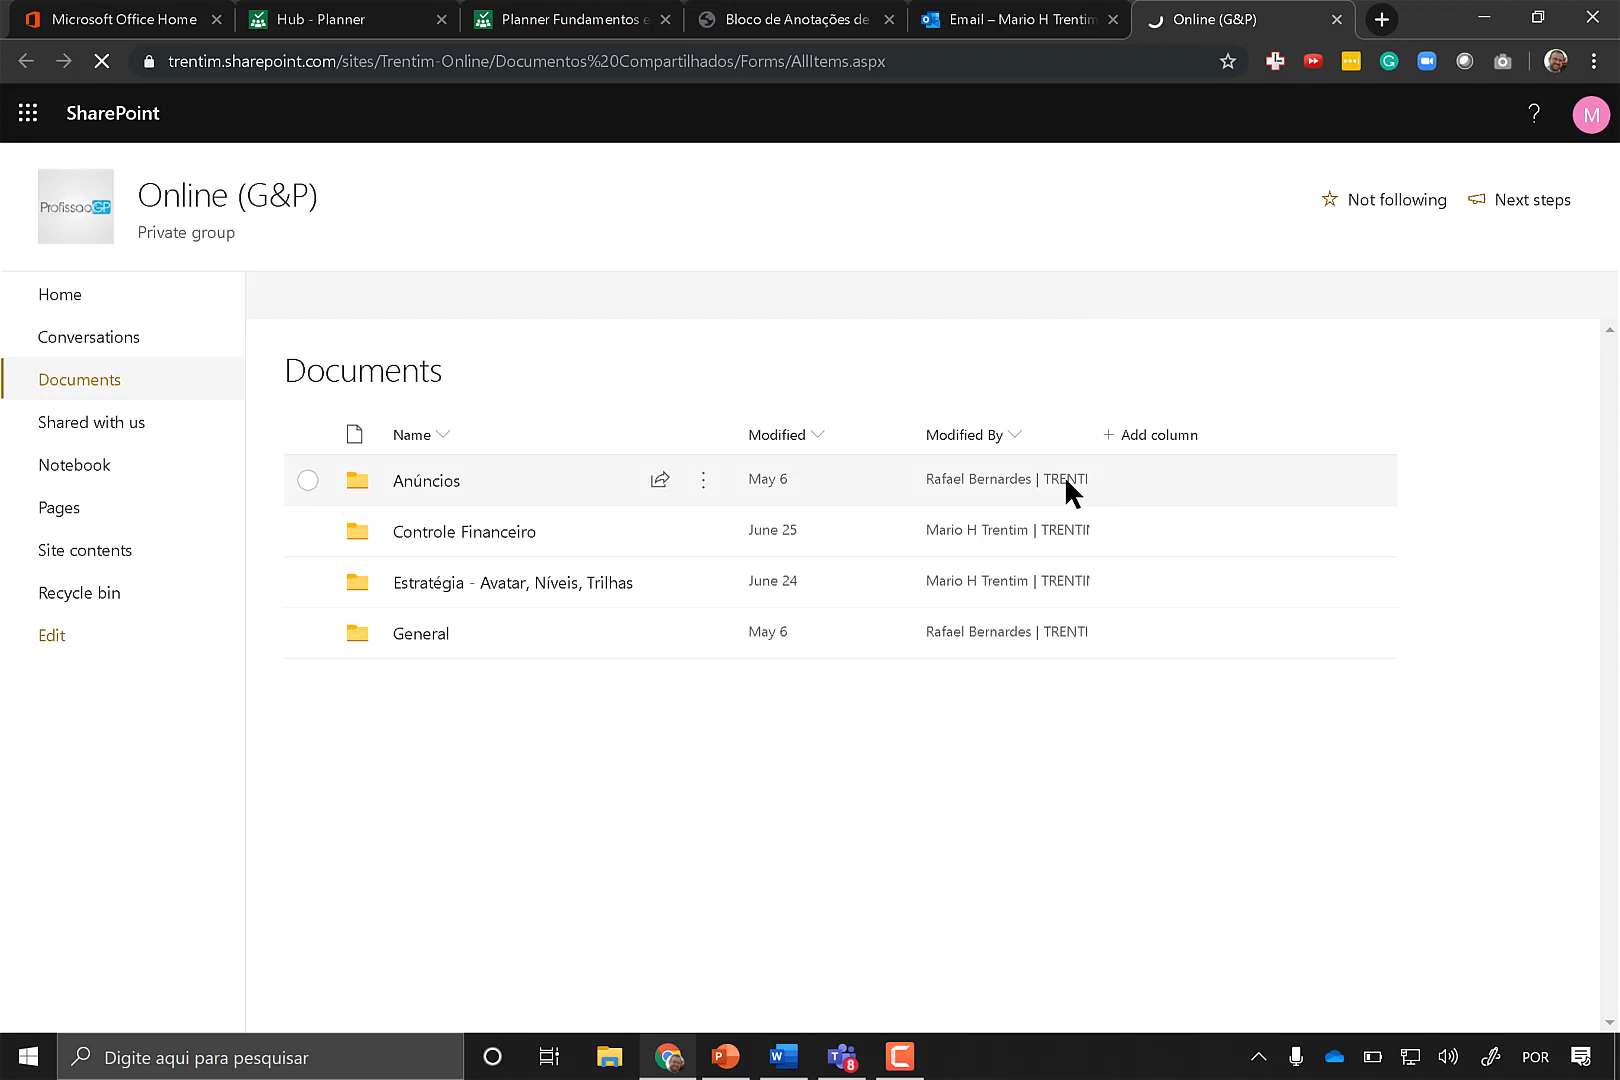 Microsoft Office Home
Hub - Planner
Planner Fundamentos e
Bloco de Anotações de
Email – Mario H Trentim
Online (G&P)
trentim.sharepoint.com/sites/Trentim-Online/Documentos%20Compartilhados/Forms/AllItems.aspx
SharePoint
?
M
ProfissaoGP
Online (G&P)
Private group
Not following
Next steps
Home
Conversations
Documents
Shared with us
Notebook
Pages
Site contents
Recycle bin
Edit
Documents
Name
Modified
Modified By
+ Add column
Anúncios
May 6
Rafael Bernardes | TRENTI
Controle Financeiro
June 25
Mario H Trentim | TRENTI
Estratégia - Avatar, Níveis, Trilhas
June 24
Mario H Trentim | TRENTI
General
May 6
Rafael Bernardes | TRENTI
Digite aqui para pesquisar
8
POR